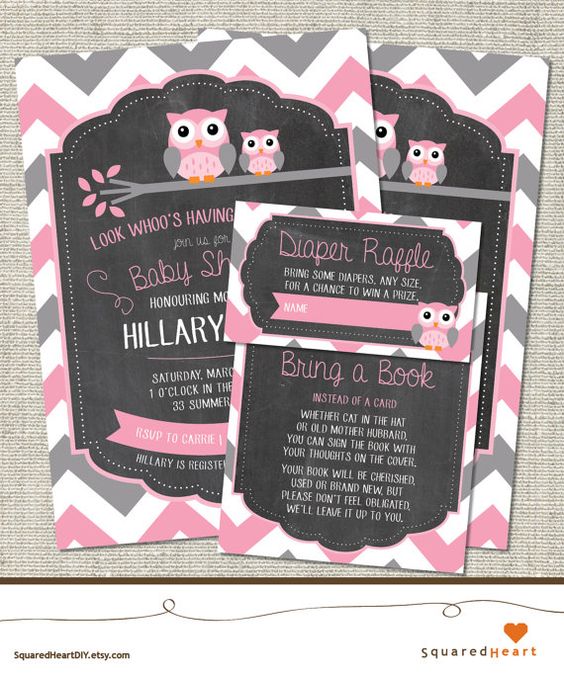 LOOK WHOO'S HAVING
join us for
Baby Sh
HONOURING MO
HILLARY
SATURDAY, MARC
1 O'CLOCK IN THE
33 SUMMER
RSVP TO CARRIE |
HILLARY IS REGISTER
Diaper Raffle
BRING SOME DIAPERS, ANY SIZE,
FOR A CHANCE TO WIN A PRIZE.
NAME
Bring a Book
INSTEAD OF A CARD
WHETHER CAT IN THE HAT
OR OLD MOTHER HUBBARD,
YOU CAN SIGN THE BOOK WITH
YOUR THOUGHTS ON THE COVER.
YOUR BOOK WILL BE CHERISHED,
USED OR BRAND NEW, BUT
PLEASE DON'T FEEL OBLIGATED,
WE'LL LEAVE IT UP TO YOU.
SquaredHeartDIY.etsy.com
SquaredHeart